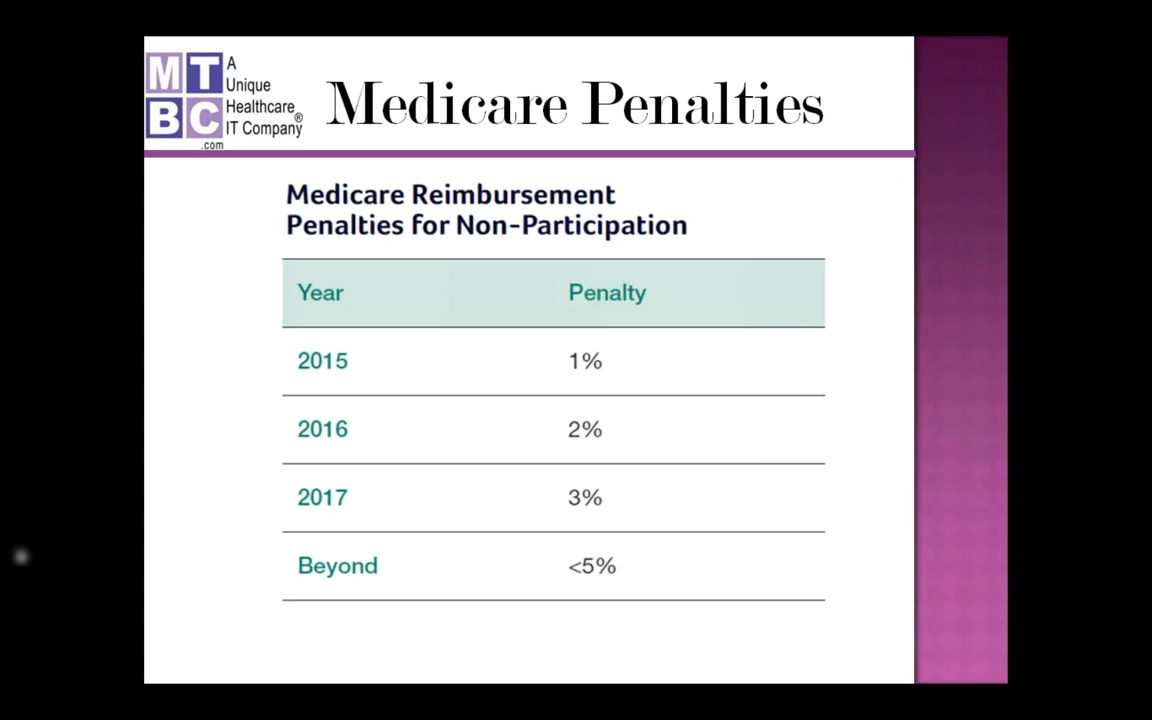 MT A
Unique
BC Healthcare
IT Company®
.com
Medicare Penalties
Medicare Reimbursement
Penalties for Non-Participation
Year Penalty
2015 1%
2016 2%
2017 3%
Beyond <5%